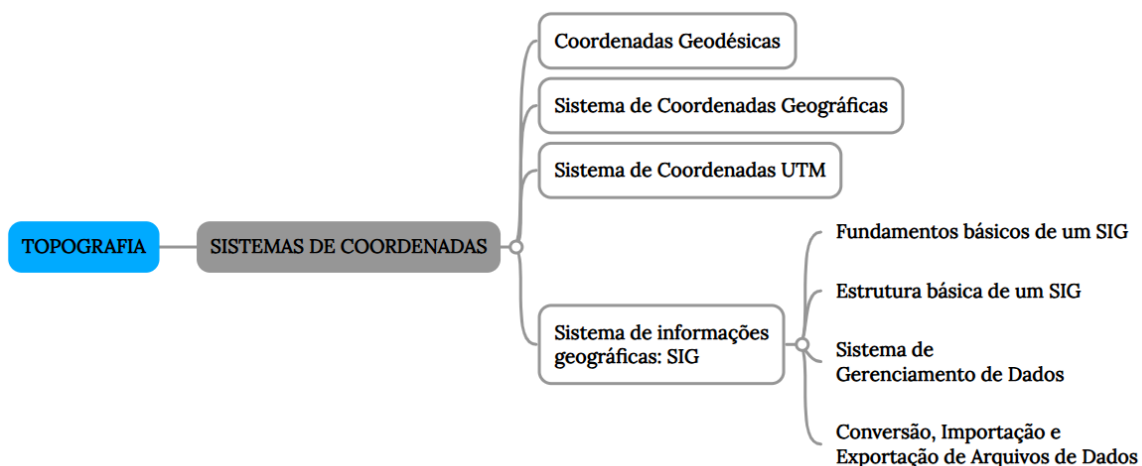 TOPOGRAFIA
SISTEMAS DE COORDENADAS
Coordenadas Geodésicas
Sistema de Coordenadas Geográficas
Sistema de Coordenadas UTM
Sistema de informações
geográficas: SIG
Fundamentos básicos de um SIG
Estrutura básica de um SIG
Sistema de
Gerenciamento de Dados
Conversão, Importação e
Exportação de Arquivos de Dados